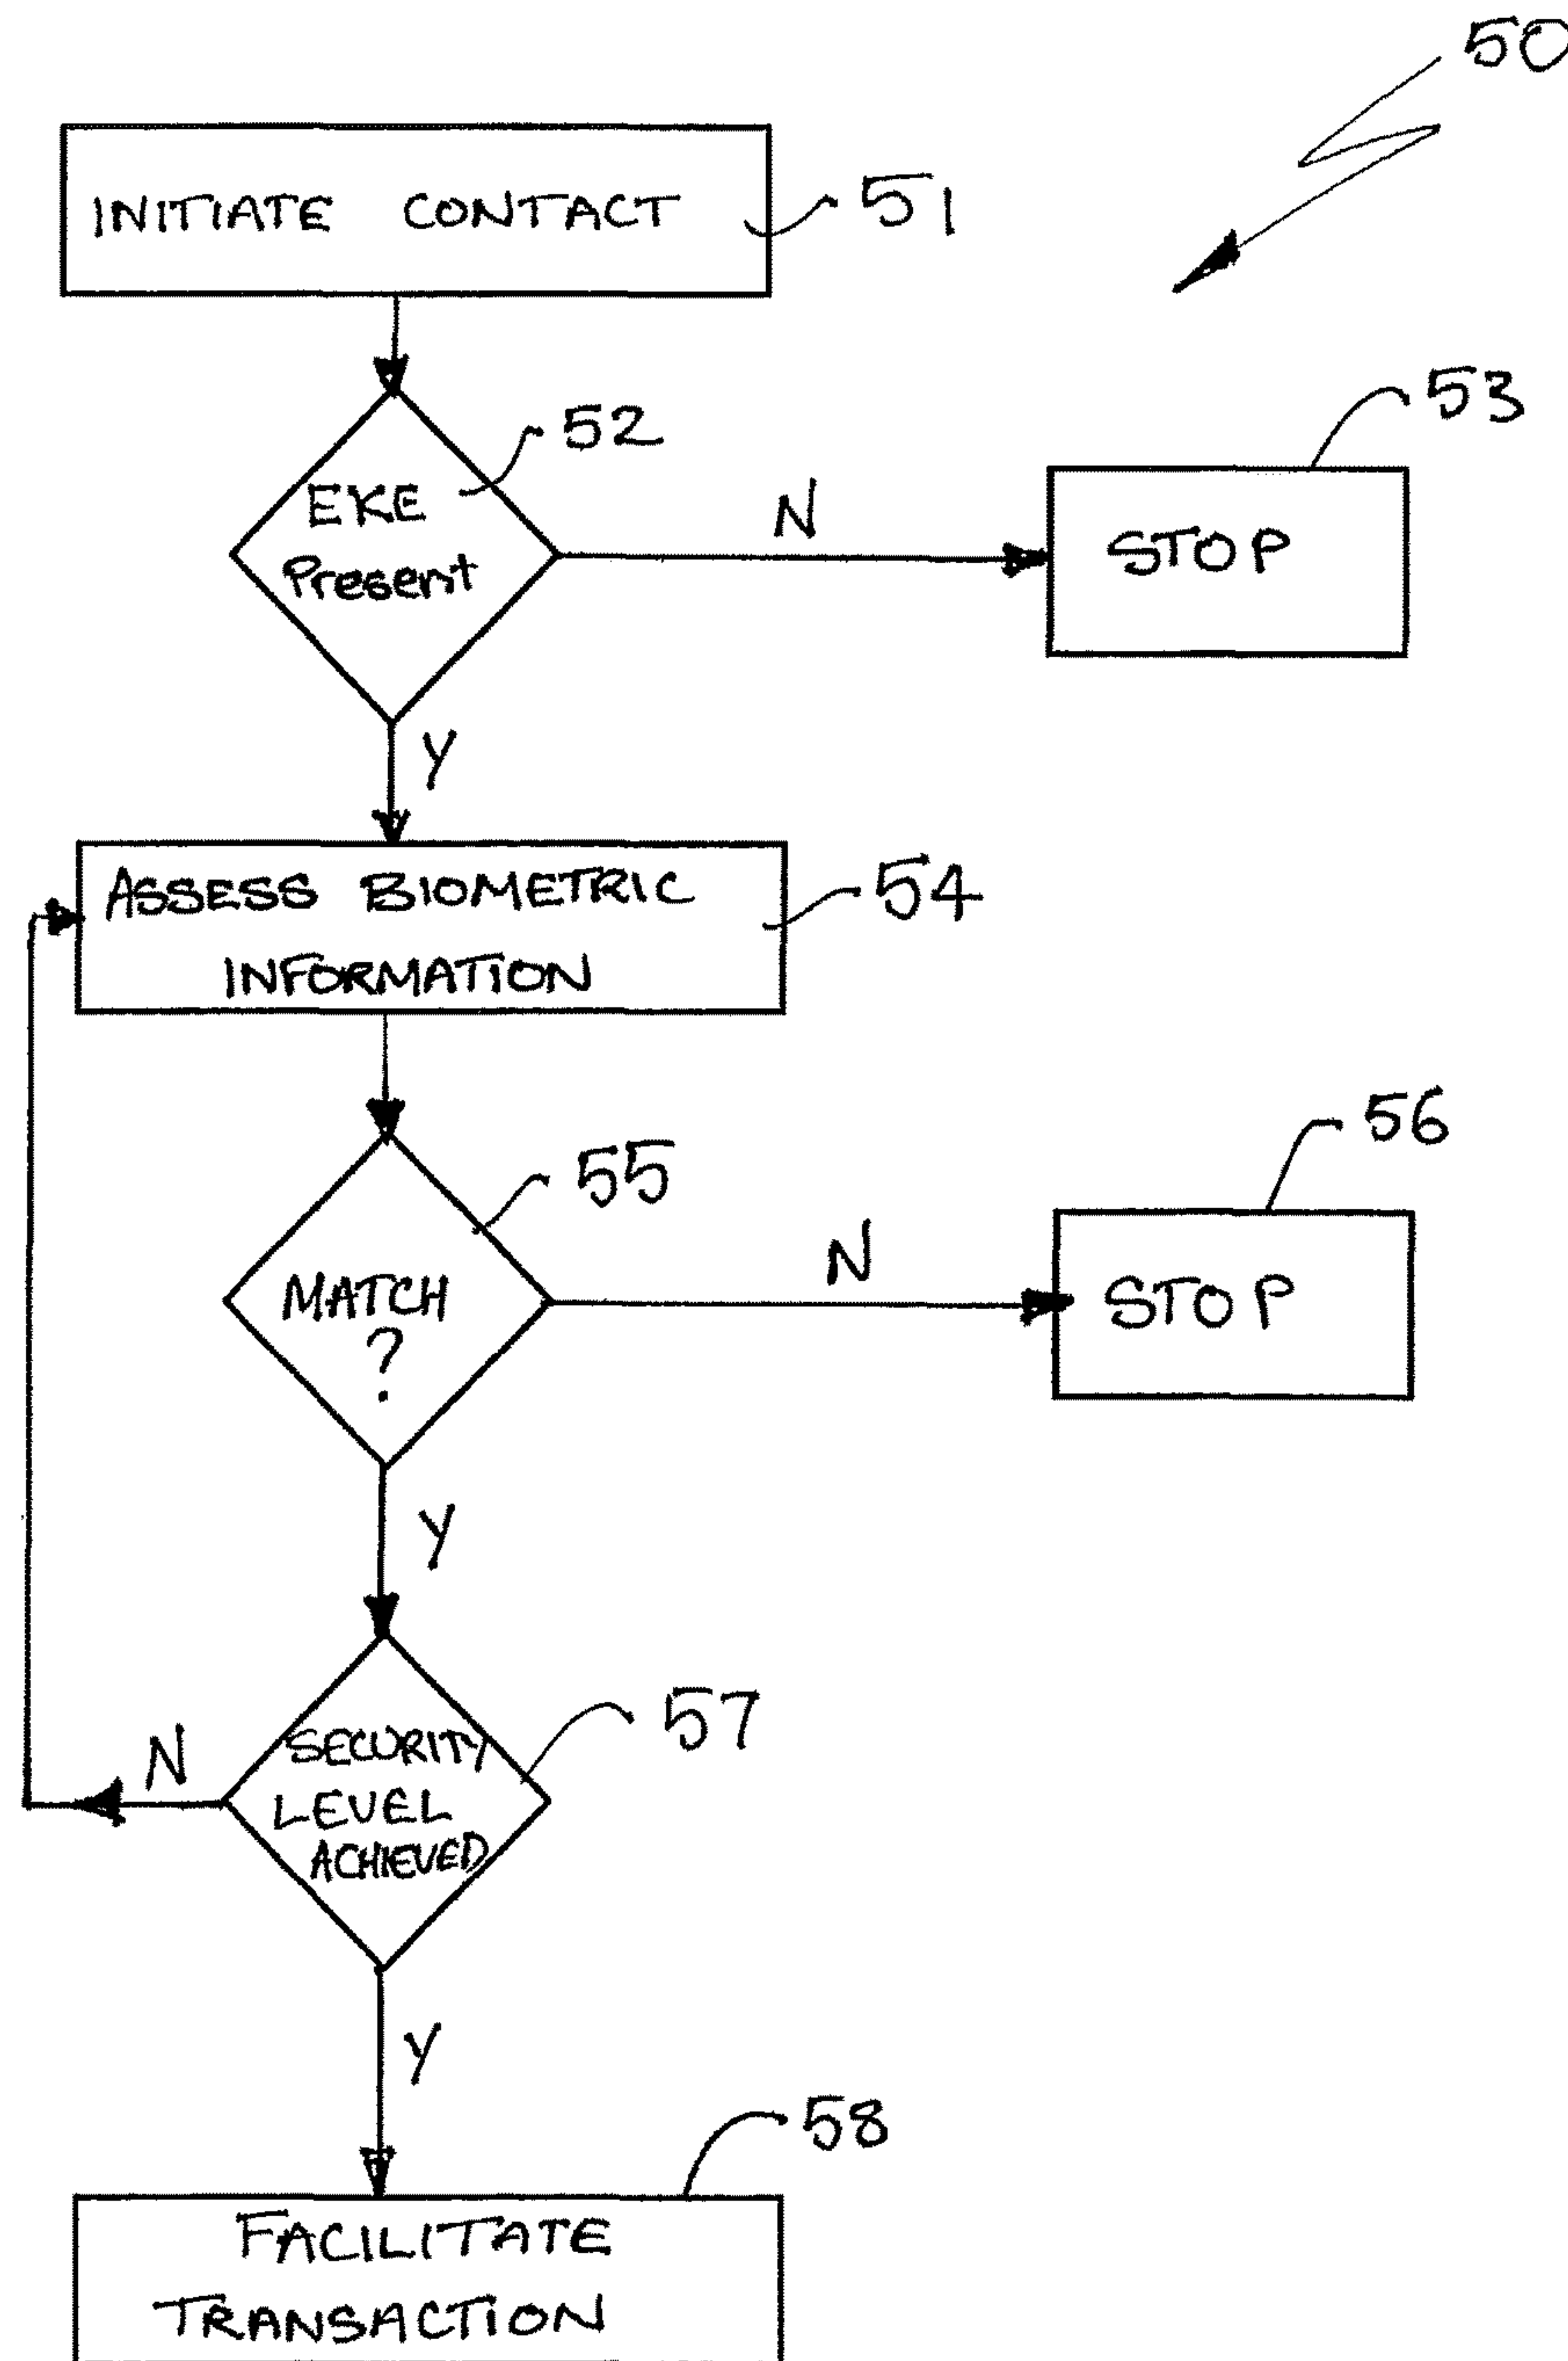 50
INITIATE CONTACT
51
52
EKE
Present
N
53
STOP
Y
ASSESS BIOMETRIC
INFORMATION
54
55
MATCH
?
N
56
STOP
Y
57
SECURITY
LEVEL
ACHIEVED
N
Y
58
FACILITATE
TRANSACTION